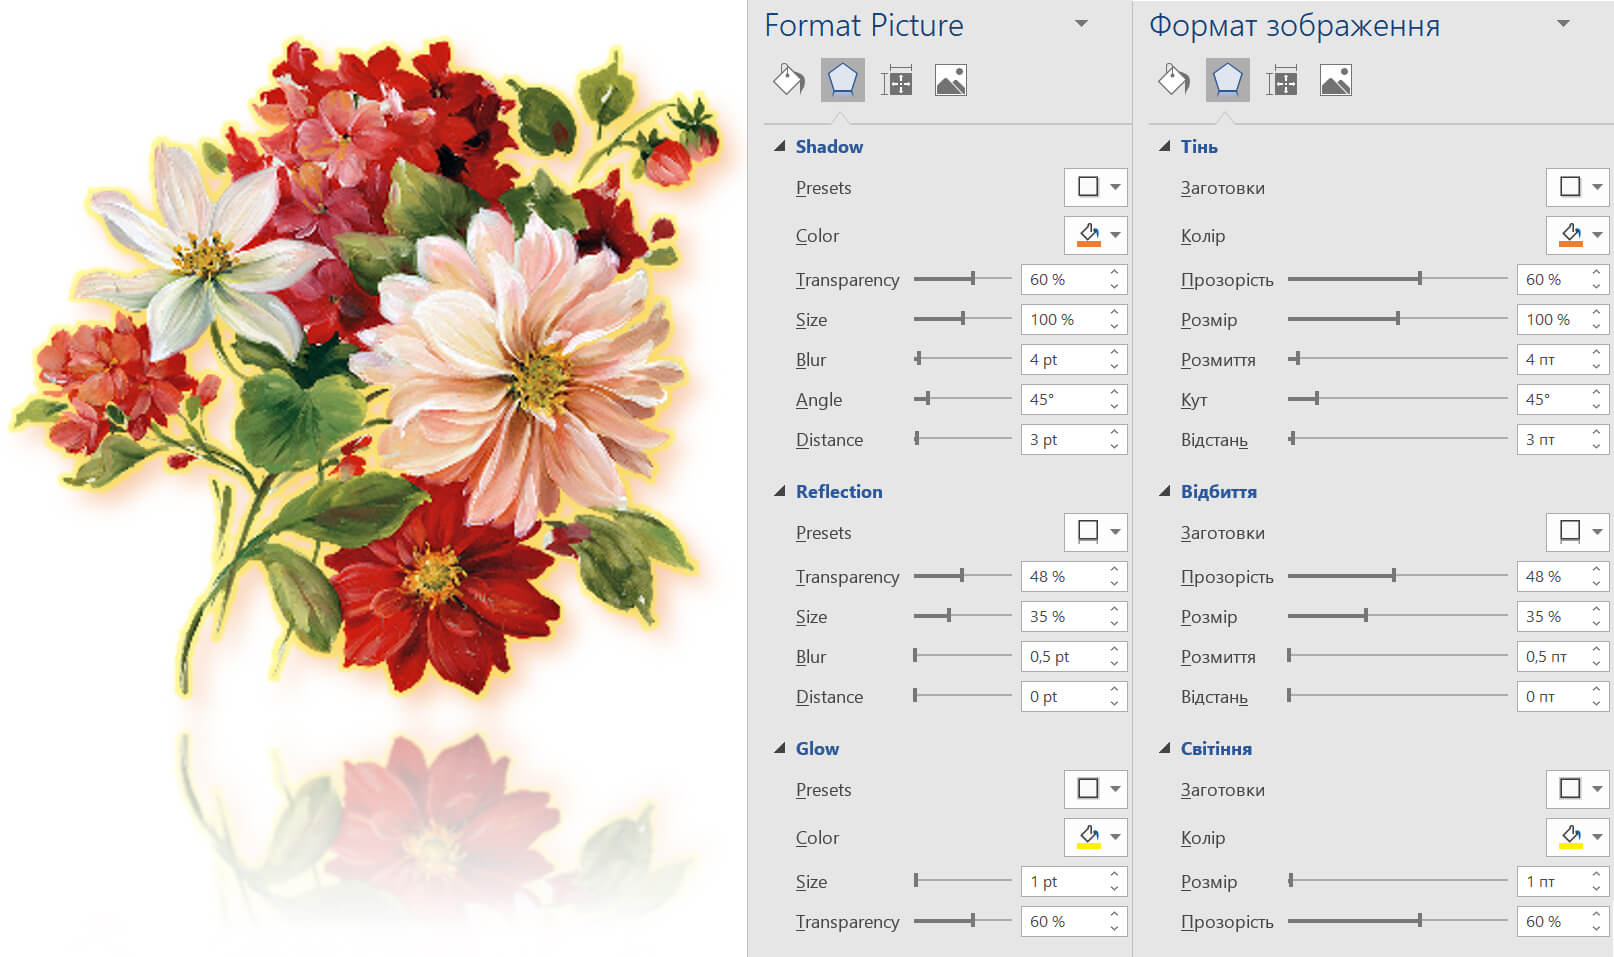 Format Picture
Shadow
Presets
Color
Transparency 60 %
Size 100 %
Blur 4 pt
Angle 45°
Distance 3 pt
Reflection
Presets
Transparency 48 %
Size 35 %
Blur 0,5 pt
Distance 0 pt
Glow
Presets
Color
Size 1 pt
Transparency 60 %
Формат зображення
Тінь
Заготовки
Колір
Прозорість 60 %
Розмір 100 %
Розмиття 4 пт
Кут 45°
Відстань 3 пт
Відбиття
Заготовки
Прозорість 48 %
Розмір 35 %
Розмиття 0,5 пт
Відстань 0 пт
Світіння
Заготовки
Колір
Розмір 1 пт
Прозорість 60 %